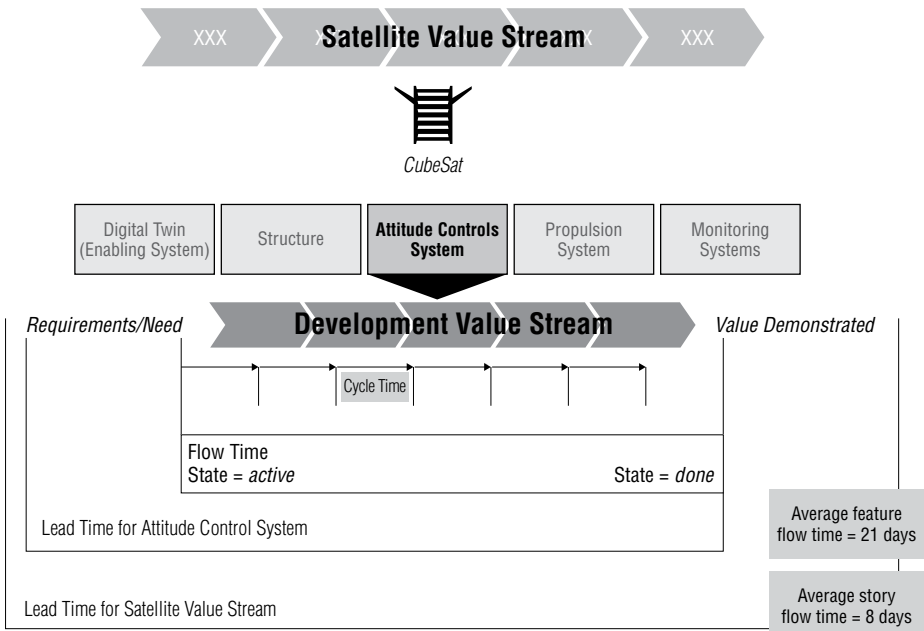 XXX XXX XXX XXX XXX
Satellite Value Stream
CubeSat
Digital Twin
(Enabling System)
Structure
Attitude Controls
System
Propulsion
System
Monitoring
Systems
Requirements/Need
Development Value Stream
Value Demonstrated
Cycle Time
Flow Time
State = active
State = done
Lead Time for Attitude Control System
Average feature
flow time = 21 days
Lead Time for Satellite Value Stream
Average story
flow time = 8 days